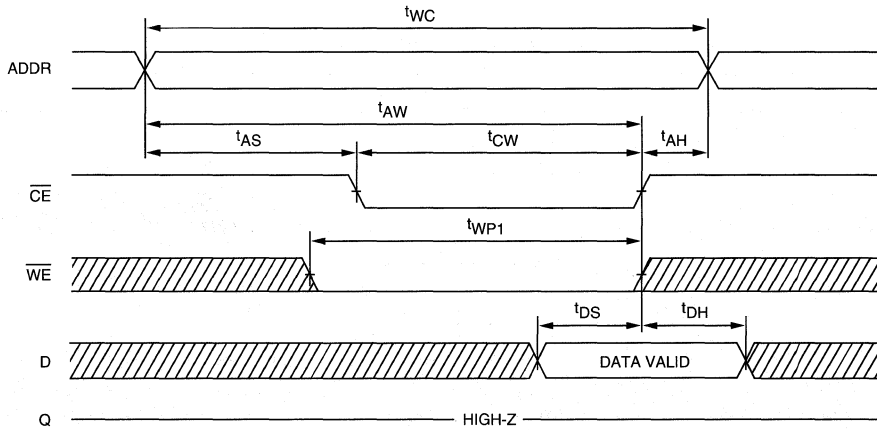 tWC
ADDR
tAW
tAS
tCW
tAH
CE
tWP1
WE
tDS
tDH
D
DATA VALID
Q
HIGH-Z